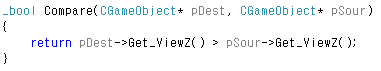 _bool Compare(CGameObject* pDest, CGameObject* pSour)
{
    return pDest->Get_ViewZ() > pSour->Get_ViewZ();
}